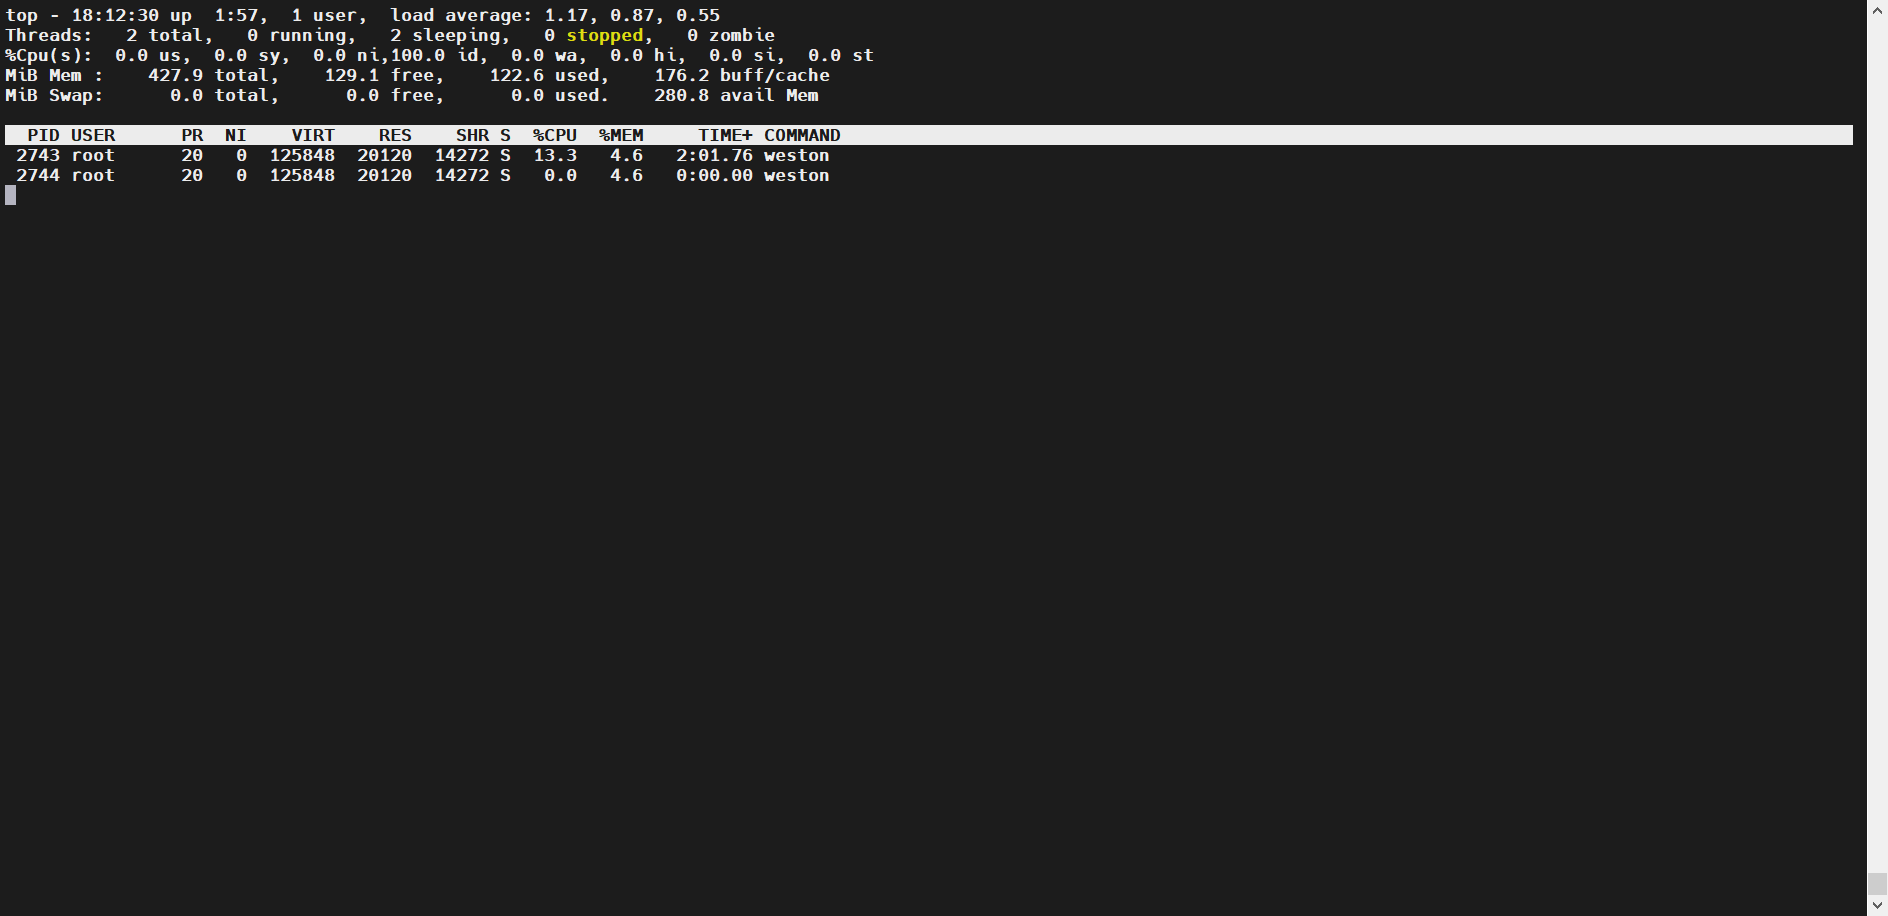 top - 18:12:30 up  1:57,  1 user,  load average: 1.17, 0.87, 0.55
Threads:   2 total,   0 running,   2 sleeping,   0 stopped,   0 zombie
%Cpu(s):  0.0 us,  0.0 sy,  0.0 ni,100.0 id,  0.0 wa,  0.0 hi,  0.0 si,  0.0 st
MiB Mem :    427.9 total,    129.1 free,    122.6 used,    176.2 buff/cache
MiB Swap:      0.0 total,      0.0 free,      0.0 used.    280.8 avail Mem
  PID USER      PR  NI    VIRT    RES    SHR S  %CPU  %MEM     TIME+ COMMAND
 2743 root      20   0  125848  20120  14272 S  13.3   4.6   2:01.76 weston
 2744 root      20   0  125848  20120  14272 S   0.0   4.6   0:00.00 weston